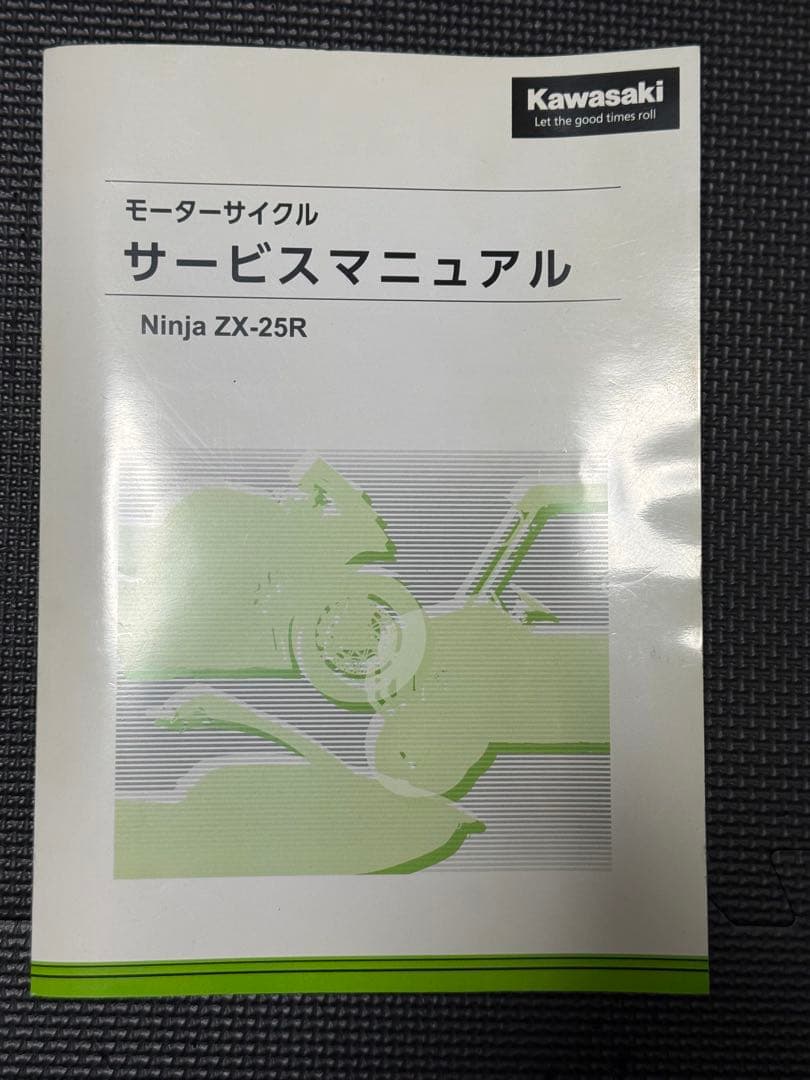 Kawasaki
Let the good times roll
モーターサイクル
サービスマニュアル
Ninja ZX-25R